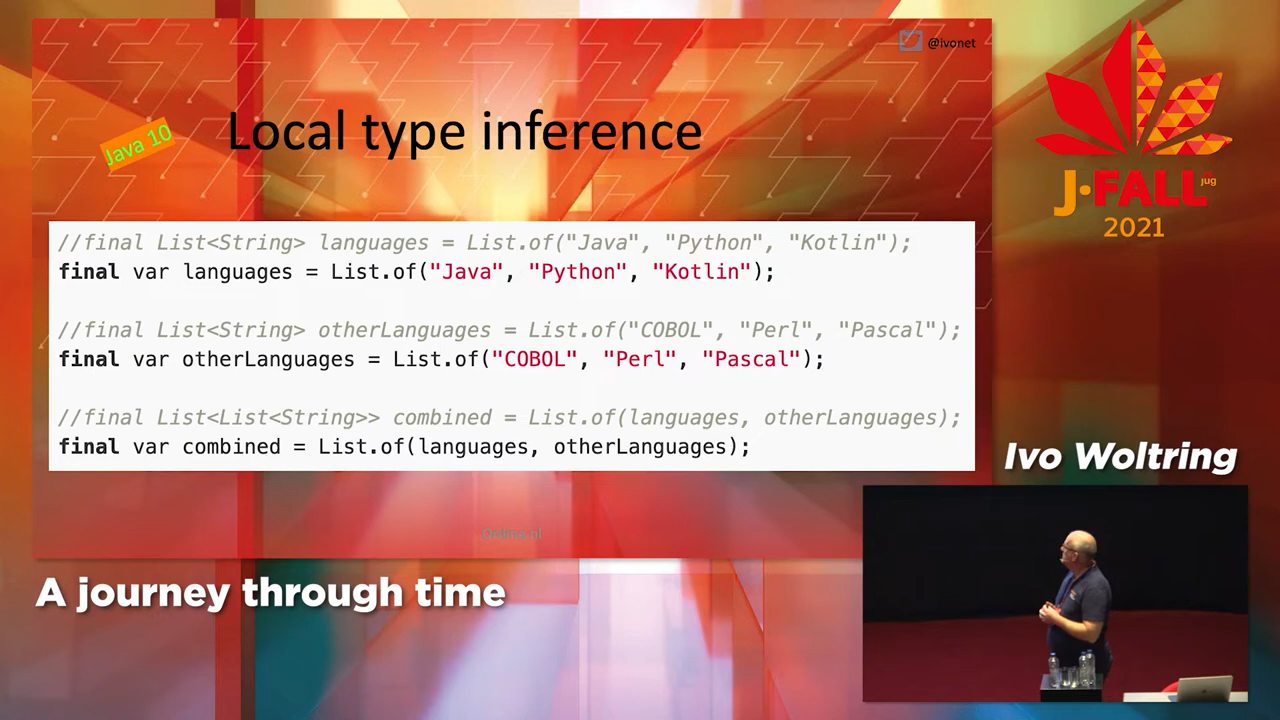 @ivonet
Java 10
Local type inference
//final List<String> languages = List.of("Java", "Python", "Kotlin");
final var languages = List.of("Java", "Python", "Kotlin");
//final List<String> otherLanguages = List.of("COBOL", "Perl", "Pascal");
final var otherLanguages = List.of("COBOL", "Perl", "Pascal");
//final List<List<String>> combined = List.of(languages, otherLanguages);
final var combined = List.of(languages, otherLanguages);
Ordina.nl
A journey through time
J·FALL
jug
2021
Ivo Woltring